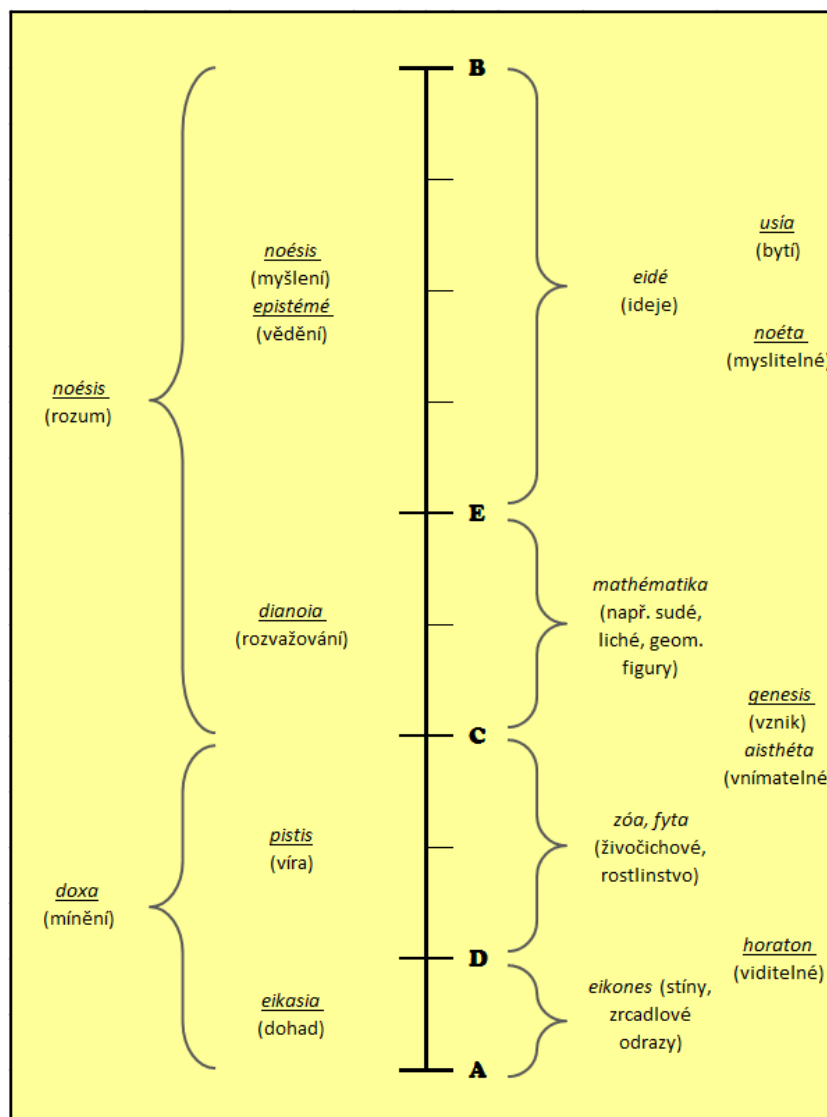 B
usía
(bytí)
noésis
(myšlení)
epistémé
(vědění)
eidé
(ideje)
noéta
(myslitelné)
noésis
(rozum)
E
dianoia
(rozvažování)
mathématika
(např. sudé,
liché, geom.
figury)
genesis
(vznik)
aisthéta
(vnímatelné)
C
pistis
(víra)
zóa, fyta
(živočichové,
rostlinstvo)
doxa
(mínění)
D
horaton
(viditelné)
eikasia
(dohad)
eikones (stíny,
zrcadlové
odrazy)
A